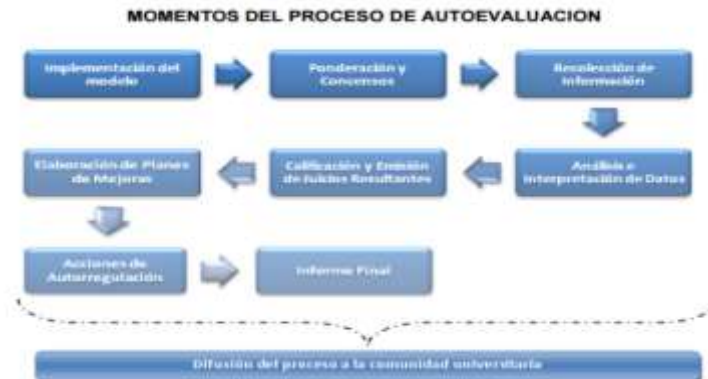 MOMENTOS DEL PROCESO DE AUTOEVALUACION
Implementación del
modelo
Ponderación y
Consensos
Recolección de
Información
Análisis e
Interpretación de Datos
Calificación y Emisión
de Juicios Resultantes
Elaboración de Planes
de Mejoras
Acciones de
Autorregulación
Informe Final
Difusión del proceso a la comunidad universitaria